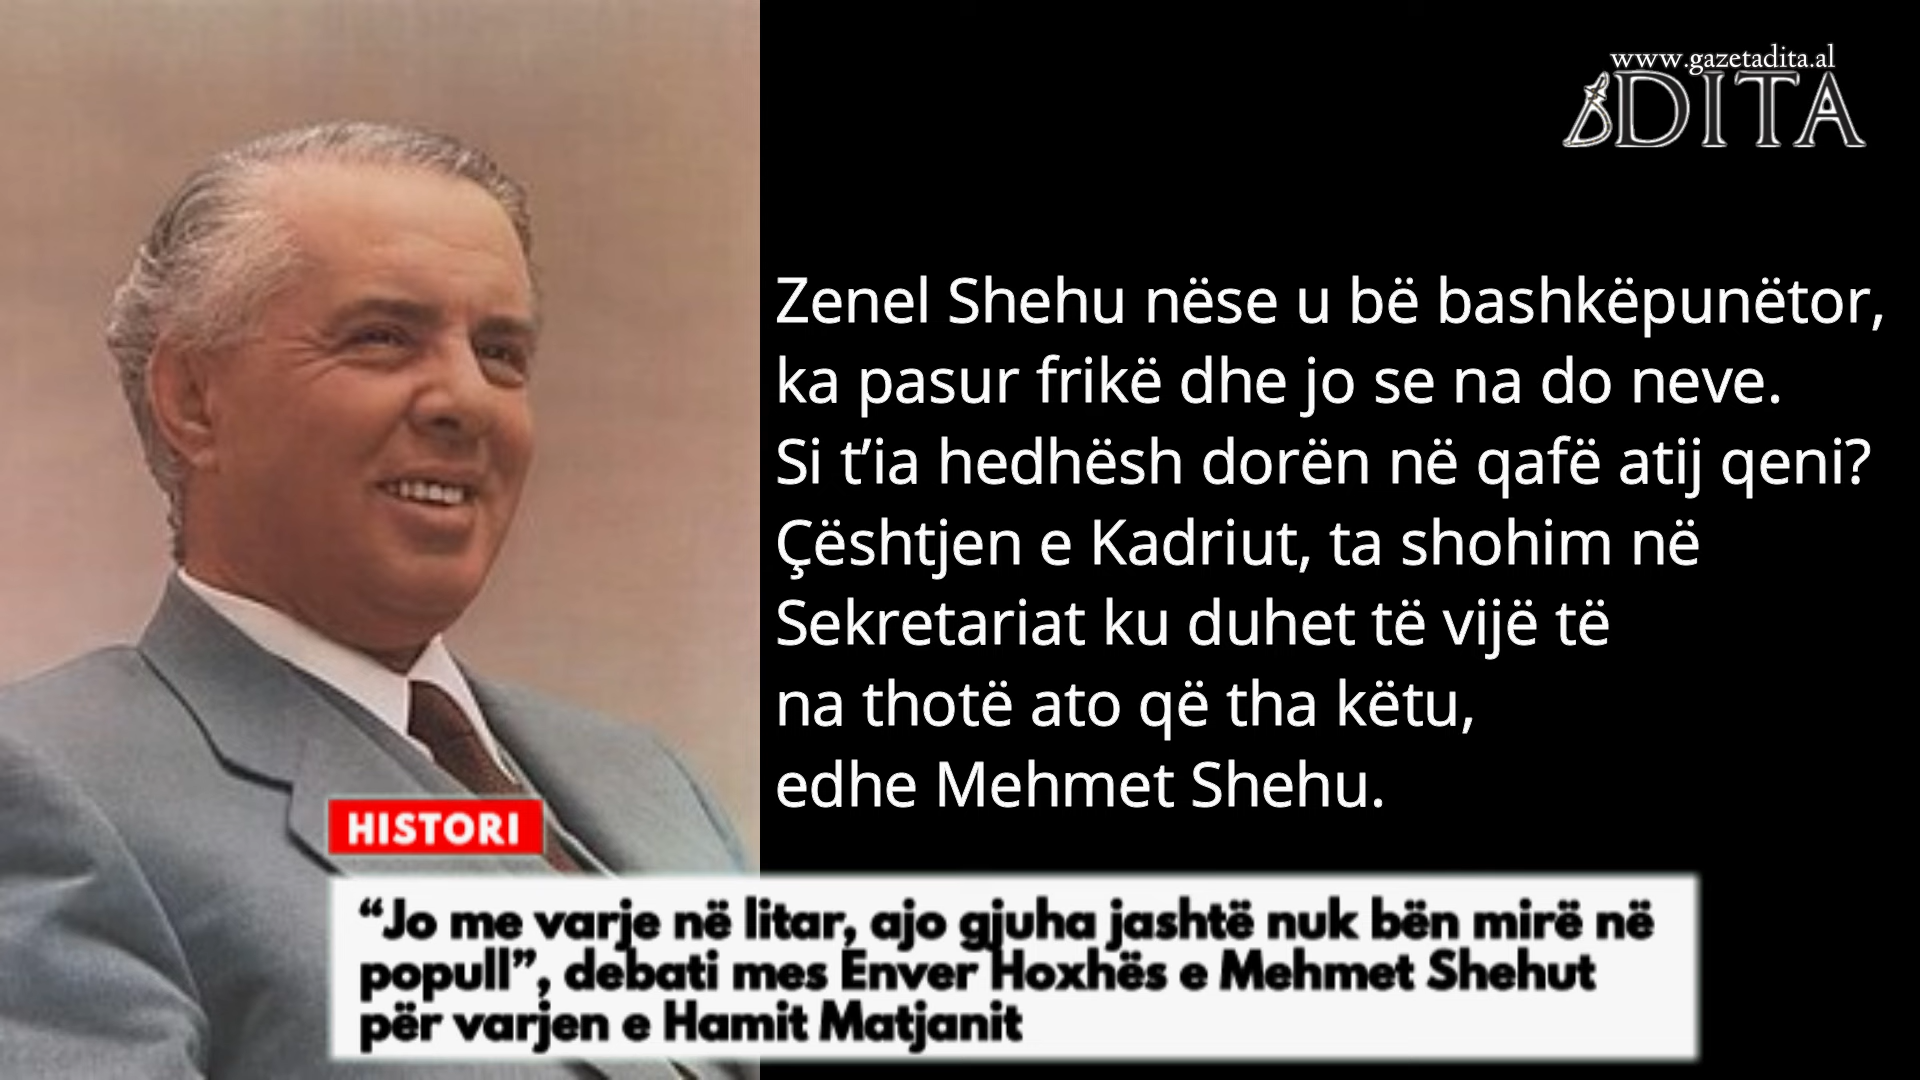 www.gazetadita.al
DITA
Zenel Shehu nëse u bë bashkëpunëtor,
ka pasur frikë dhe jo se na do neve.
Si t’ia hedhësh dorën në qafë atij qeni?
Çështjen e Kadriut, ta shohim në
Sekretariat ku duhet të vijë të
na thotë ato që tha këtu,
edhe Mehmet Shehu.
HISTORI
“Jo me varje në litar, ajo gjuha jashtë nuk bën mirë në
popull”, debati mes Enver Hoxhës e Mehmet Shehut
për varjen e Hamit Matjanit